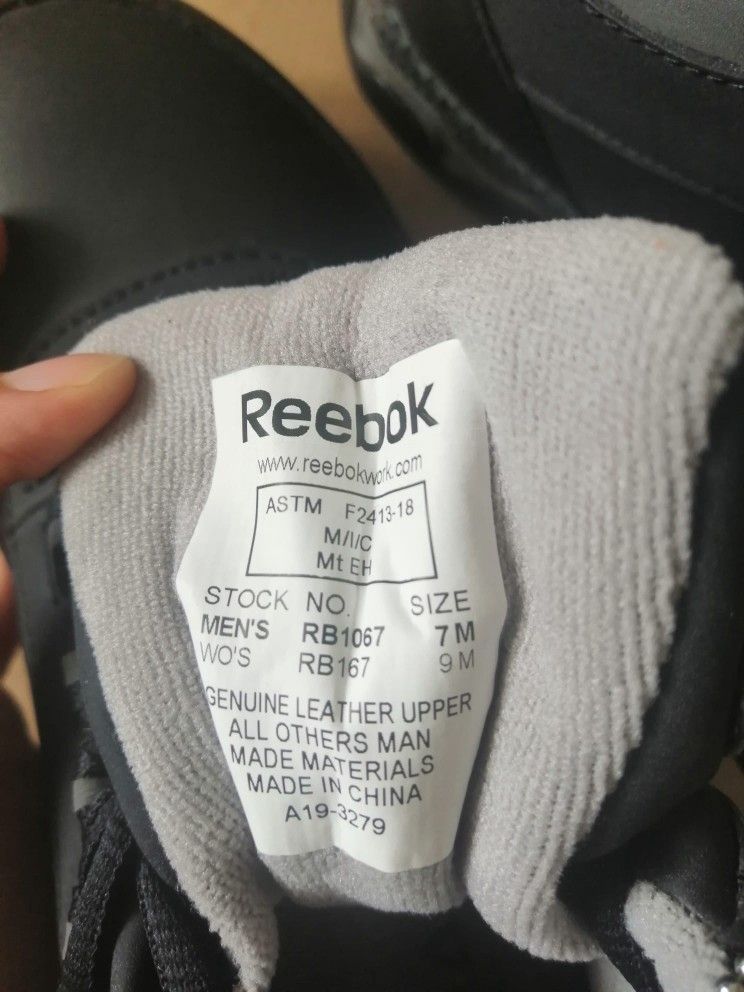 Reebok
www.reebokwork.com
ASTM F2413-18
M/I/C
Mt EH
STOCK NO. SIZE
MEN'S RB1067 7 M
WO'S RB167 9 M
GENUINE LEATHER UPPER
ALL OTHERS MAN
MADE MATERIALS
MADE IN CHINA
A19-3279